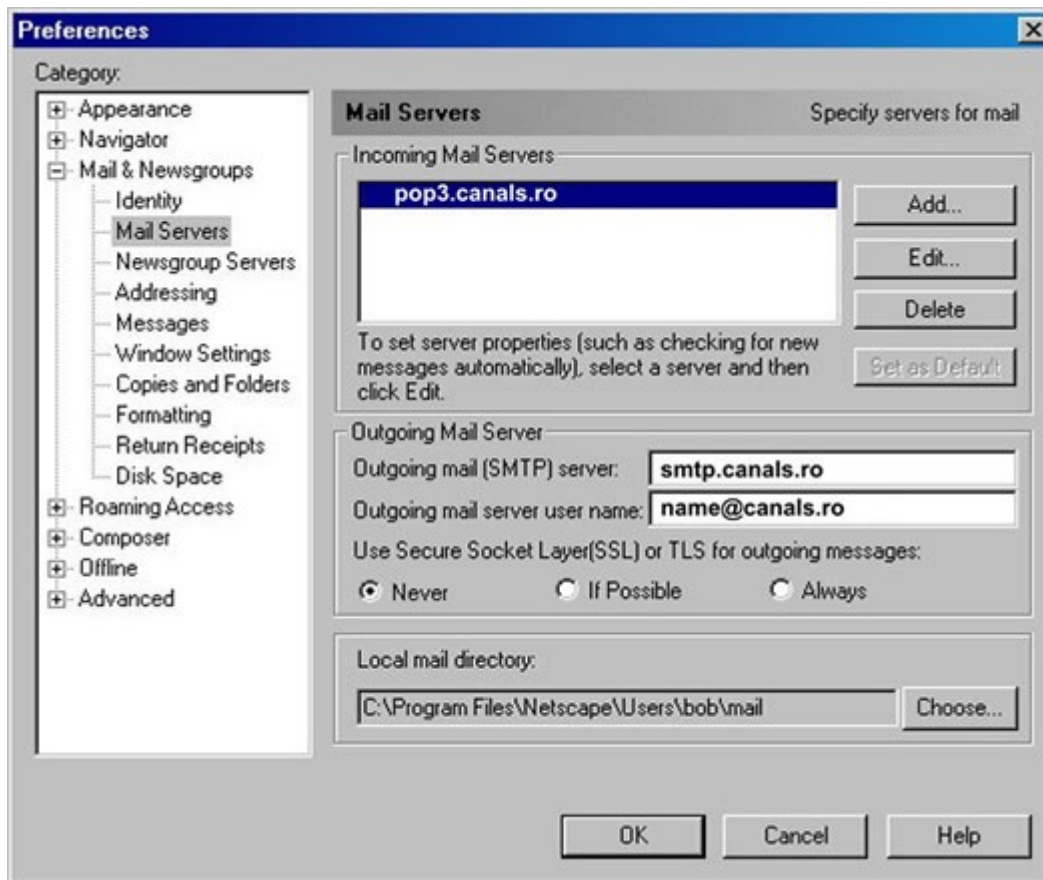 Preferences
Category:
Appearance
Navigator
Mail & Newsgroups
Identity
Mail Servers
Newsgroup Servers
Addressing
Messages
Window Settings
Copies and Folders
Formatting
Return Receipts
Disk Space
Roaming Access
Composer
Offline
Advanced
Mail Servers Specify servers for mail
Incoming Mail Servers
pop3.canals.ro
Add...
Edit...
Delete
To set server properties (such as checking for new
messages automatically), select a server and then
click Edit.
Set as Default
Outgoing Mail Server
Outgoing mail (SMTP) server: smtp.canals.ro
Outgoing mail server user name: name@canals.ro
Use Secure Socket Layer(SSL) or TLS for outgoing messages:
Never If Possible Always
Local mail directory:
C:\Program Files\Netscape\Users\bob\mail Choose...
OK Cancel Help